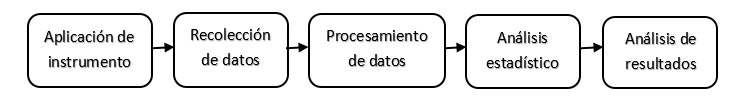 Aplicación de
instrumento
Recolección
de datos
Procesamiento
de datos
Análisis
estadístico
Análisis de
resultados